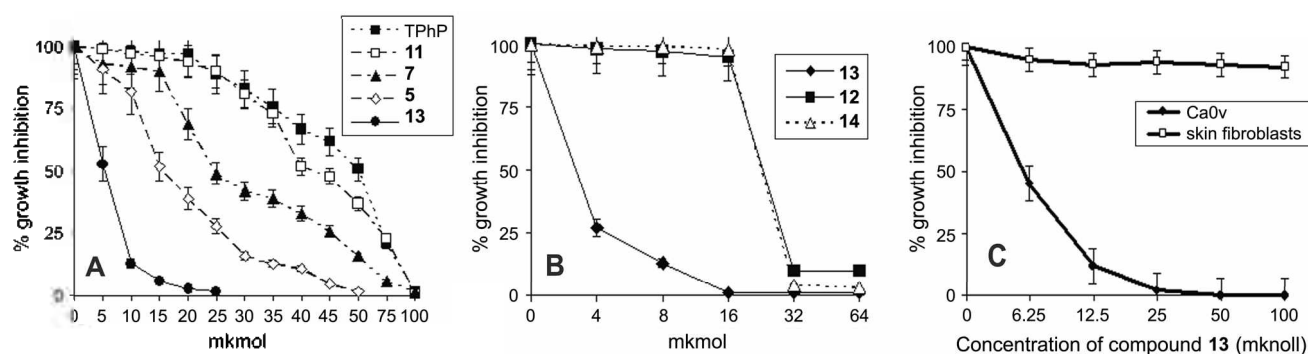 % growth inbibition
100
75
50
25
0
A
0 5 10 15 20 25 30 35 40 45 50 75 100
mkmol
TPhP
11
7
5
13
% growth inbibition
100
75
50
25
0
B
0 4 8 16 32 64
mkmol
13
12
14
% growth inbibition
100
75
50
25
0
C
0 6.25 12.5 25 50 100
Concentration of compound 13 (mknoll)
Ca0v
skin fibroblasts